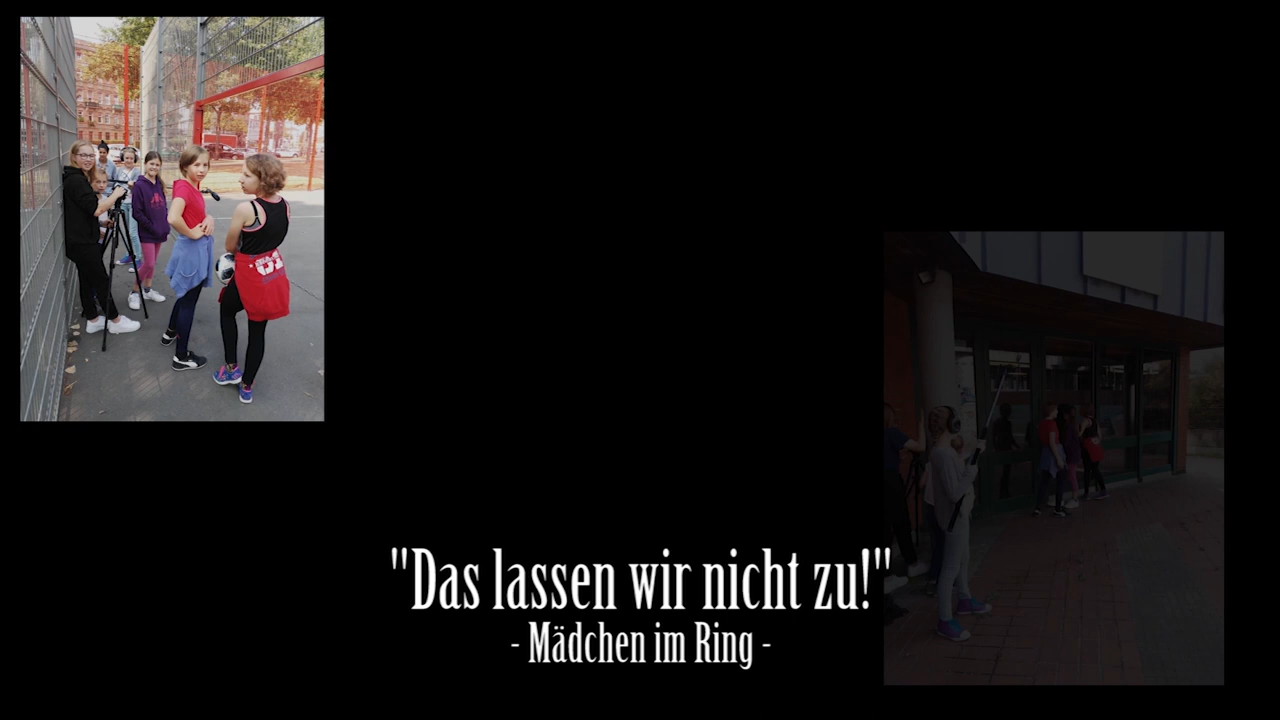 "Das lassen wir nicht zu!"
- Mädchen im Ring -